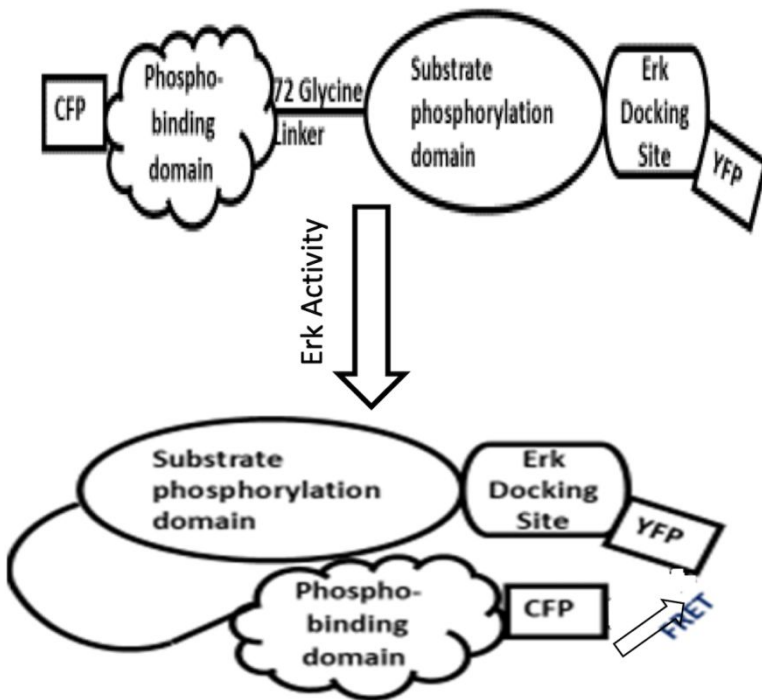 CFP
Phospho-
binding
domain
72 Glycine
Linker
Substrate
phosphorylation
domain
Erk
Docking
Site
YFP
Erk Activity
Substrate
phosphorylation
domain
Erk
Docking
Site
YFP
Phospho-
binding
domain
CFP
FRET